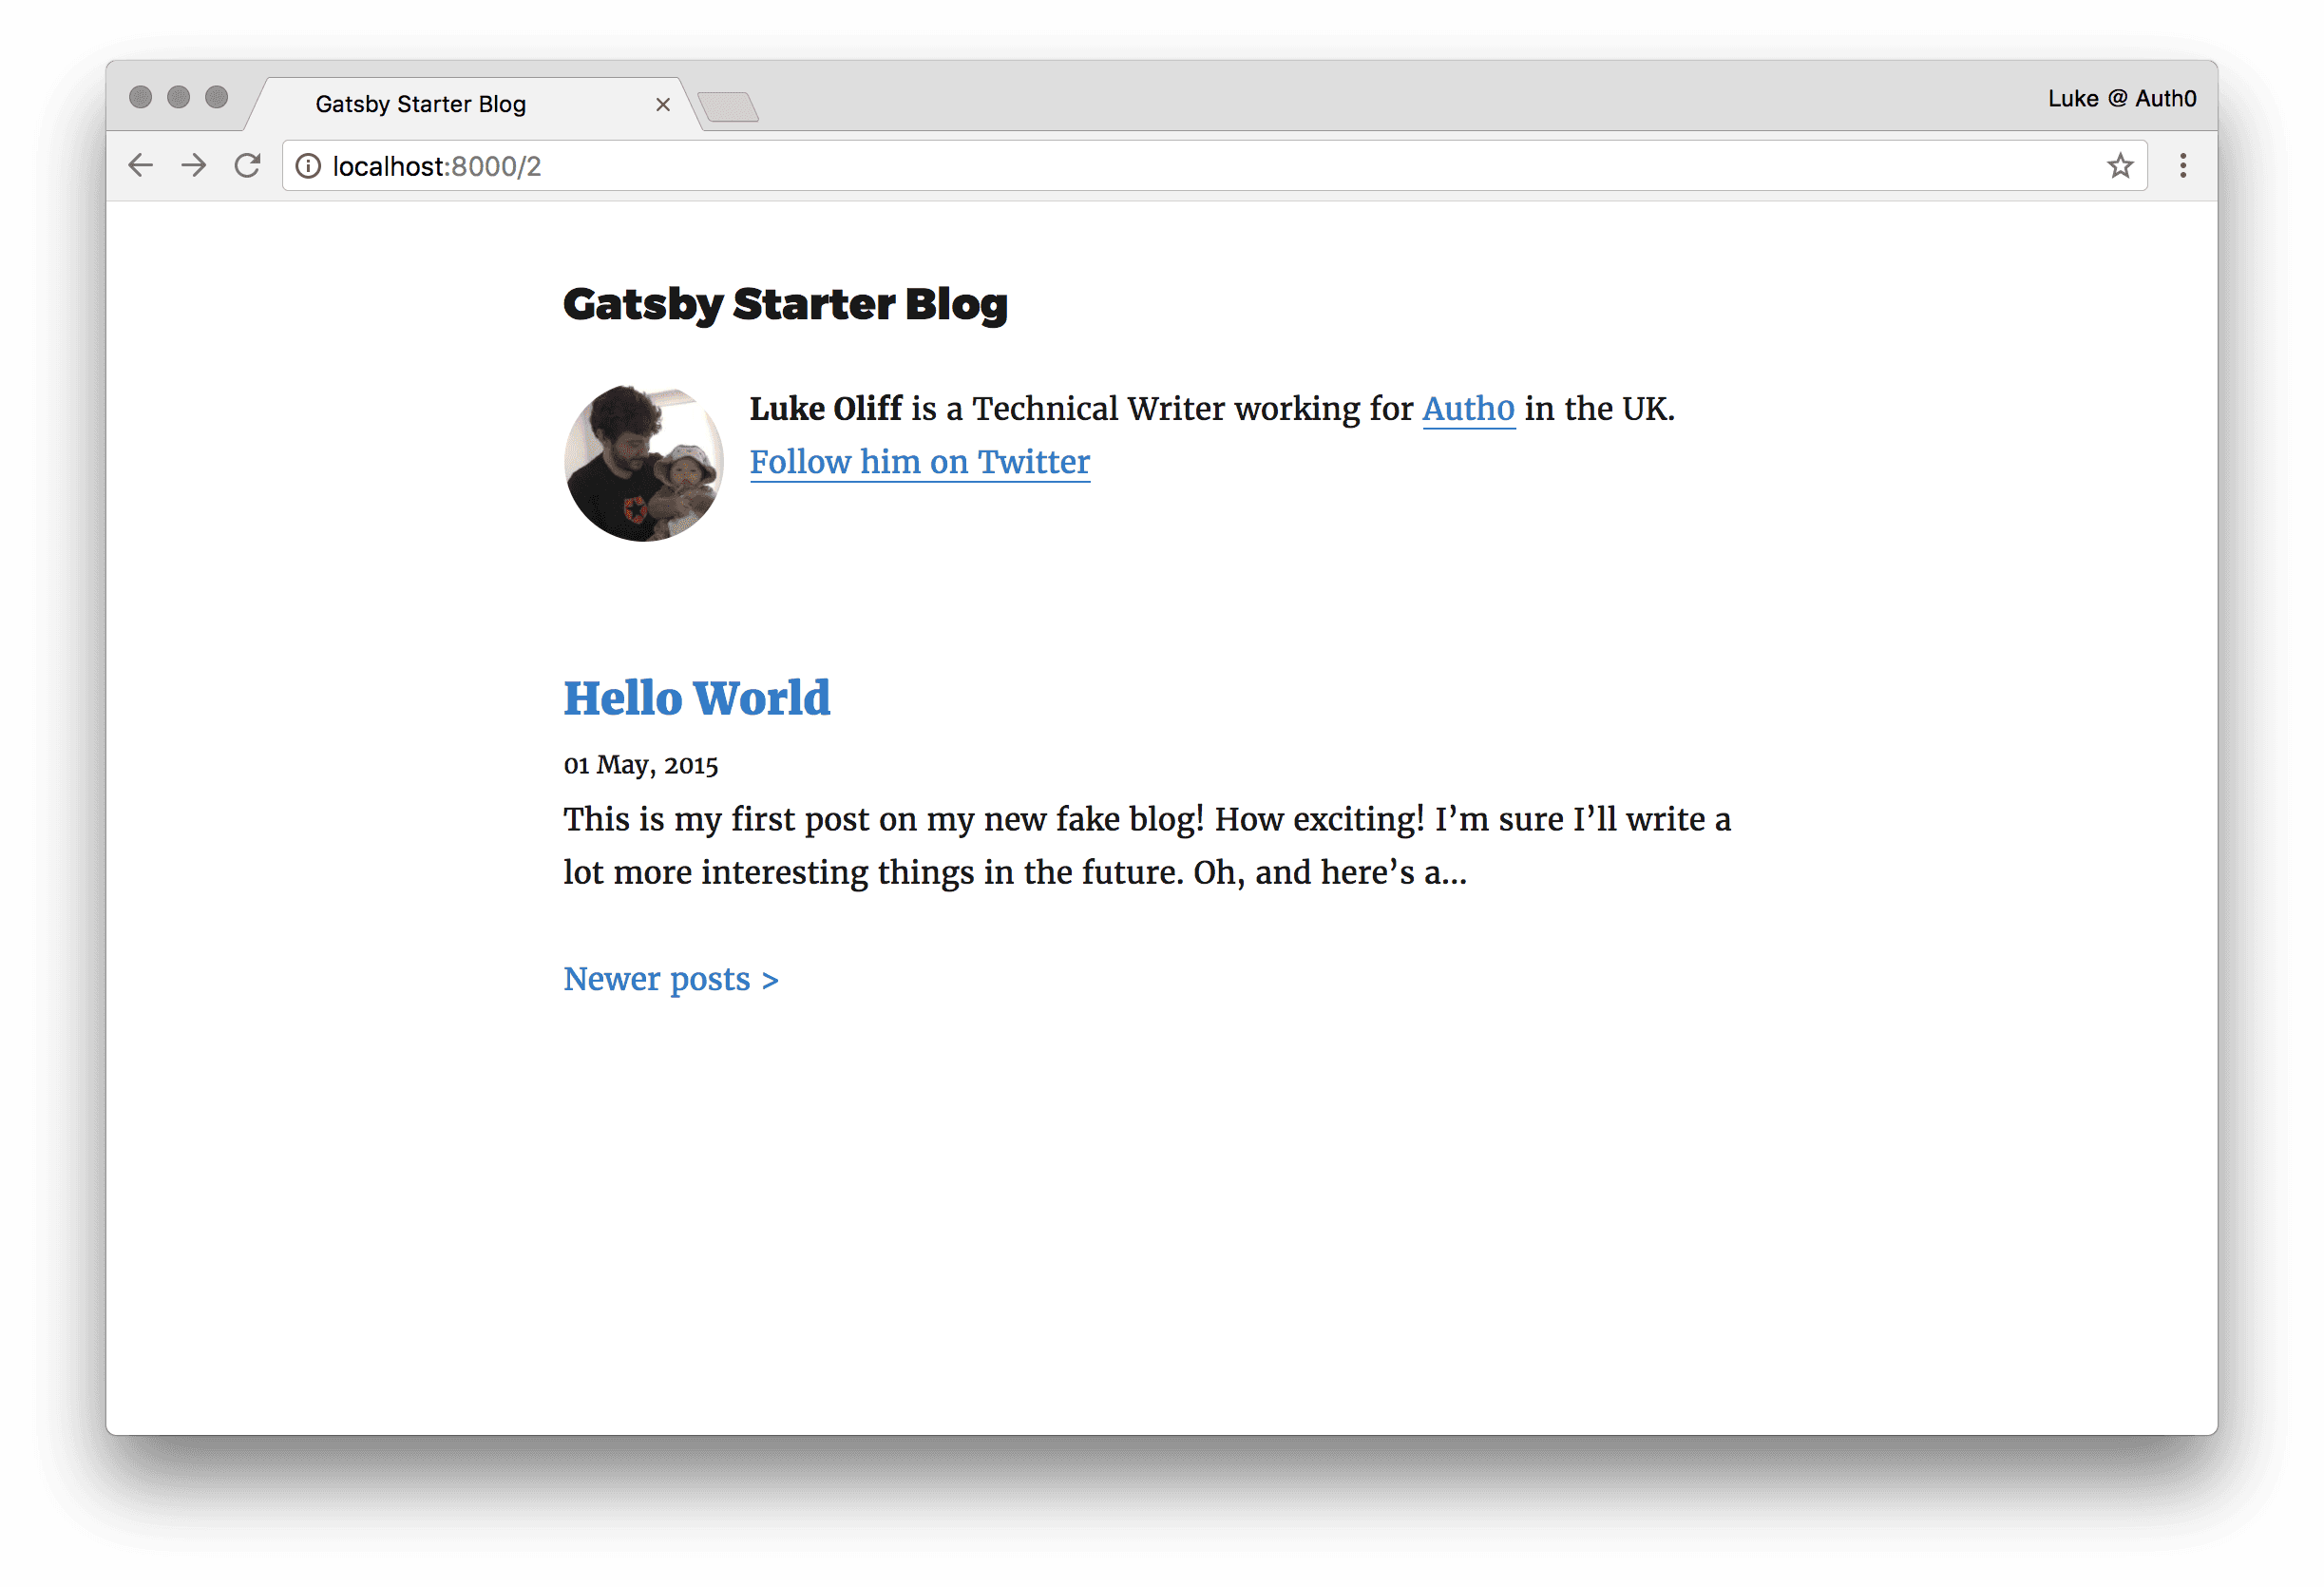 Gatsby Starter Blog
Luke @ Auth0
localhost:8000/2
Gatsby Starter Blog
Luke Oliff is a Technical Writer working for Auth0 in the UK.
Follow him on Twitter
Hello World
01 May, 2015
This is my first post on my new fake blog! How exciting! I’m sure I’ll write a
lot more interesting things in the future. Oh, and here’s a…
Newer posts >